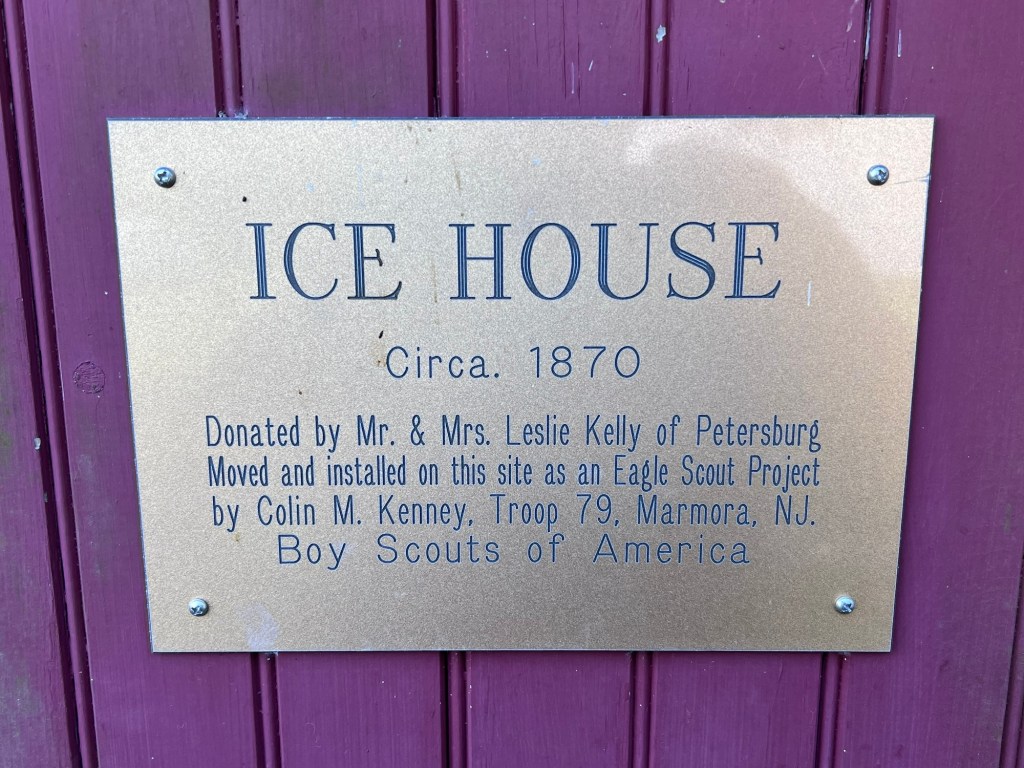 ICE HOUSE
Circa. 1870
Donated by Mr. & Mrs. Leslie Kelly of Petersburg
Moved and installed on this site as an Eagle Scout Project
by Colin M. Kenney, Troop 79, Marmora, NJ.
Boy Scouts of America